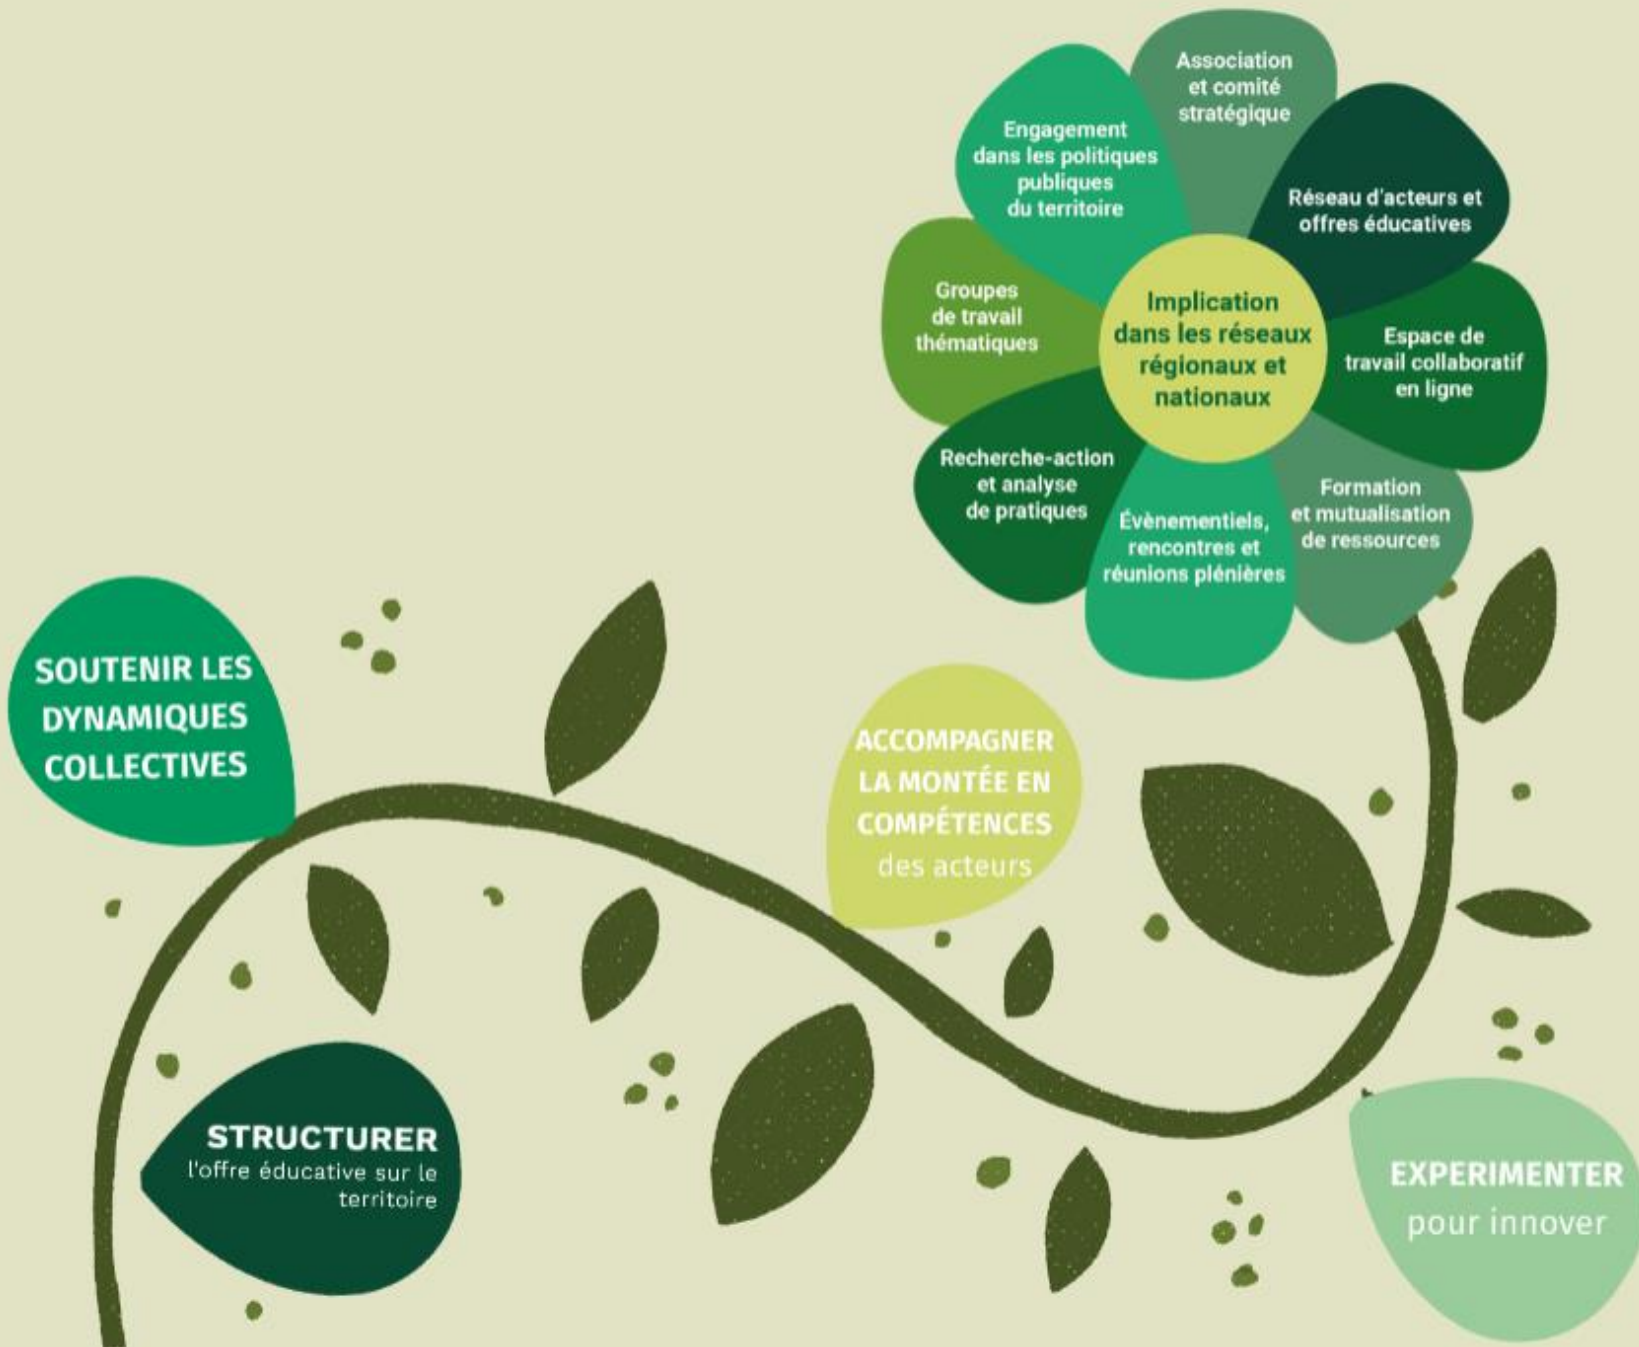 Association
et comité
stratégique
Engagement
dans les politiques
publiques
du territoire
Réseau d'acteurs et
offres éducatives
Groupes
de travail
thématiques
Implication
dans les réseaux
régionaux et
nationaux
Espace de
travail collaboratif
en ligne
Recherche-action
et analyse
de pratiques
Évènementiels,
rencontres et
réunions plénières
Formation
et mutualisation
de ressources
SOUTENIR LES
DYNAMIQUES
COLLECTIVES
ACCOMPAGNER
LA MONTÉE EN
COMPÉTENCES
des acteurs
STRUCTURER
l'offre éducative sur le
territoire
EXPERIMENTER
pour innover